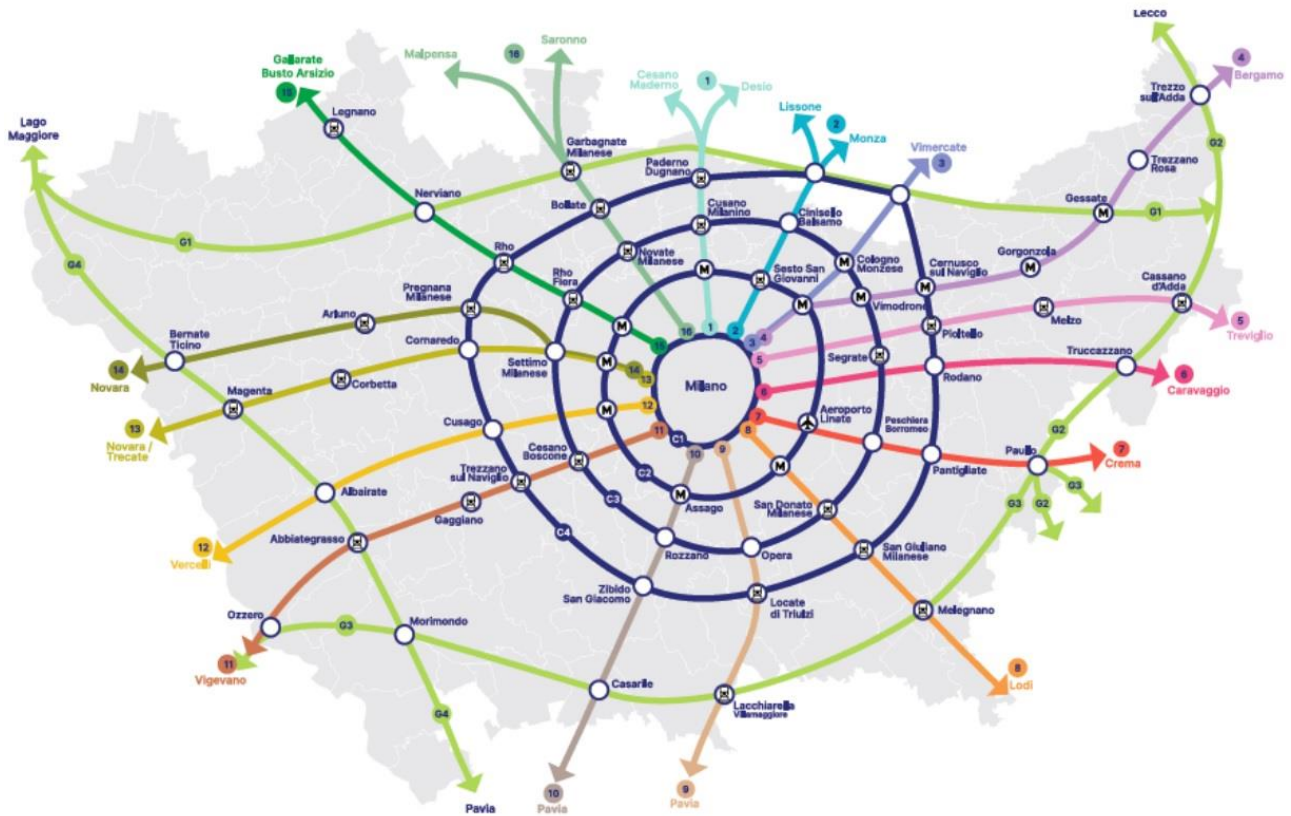 Lecco
Malpensa
16
Saronno
Gallarate
Busto Arsizio
15
Cesano
Maderno
1
Desio
4
Bergamo
Trezzo
sull'Adda
Lissone
2
Monza
Legnano
Lago
Maggiore
Garbagnate
Milanese
Paderno
Dugnano
Vimercate
3
G2
Trezzano
Rosa
Nerviano
Bollate
Cusano
Milanino
Cinisello
Balsamo
Gessate
G1
G1
G4
Rho
Novate
Milanese
Sesto San
Giovanni
Cologno
Monzese
Cernusco
sul Naviglio
Gorgonzola
Rho
Fiera
Cassano
d'Adda
Pregnana
Milanese
Vimodrone
Arluno
Pioltello
Melzo
5
Treviglio
Bernate
Ticino
Cornaredo
16
1
2
3
4
15
5
Segrate
Truccazzano
14
Novara
Settimo
Milanese
14
13
Milano
Rodano
6
Caravaggio
Magenta
Corbetta
12
6
13
Novara /
Trecate
Cusago
11
7
8
Aeroporto
Linate
Peschiera
Borromeo
G2
C1
10
9
Paullo
7
Crema
Cesano
Boscone
C2
Pantigliate
Trezzano
sul Naviglio
Albairate
Gaggiano
C3
Assago
San Donato
Milanese
G3
G2
G3
C4
12
Vercelli
Abbiategrasso
Rozzano
Opera
San Giuliano
Milanese
Zibido
San Giacomo
Locate
di Triulzi
Melegnano
Ozzero
G3
Morimondo
11
Vigevano
8
Lodi
Casarile
Lacchiarella
Villamaggiore
G4
Pavia
10
Pavia
9
Pavia